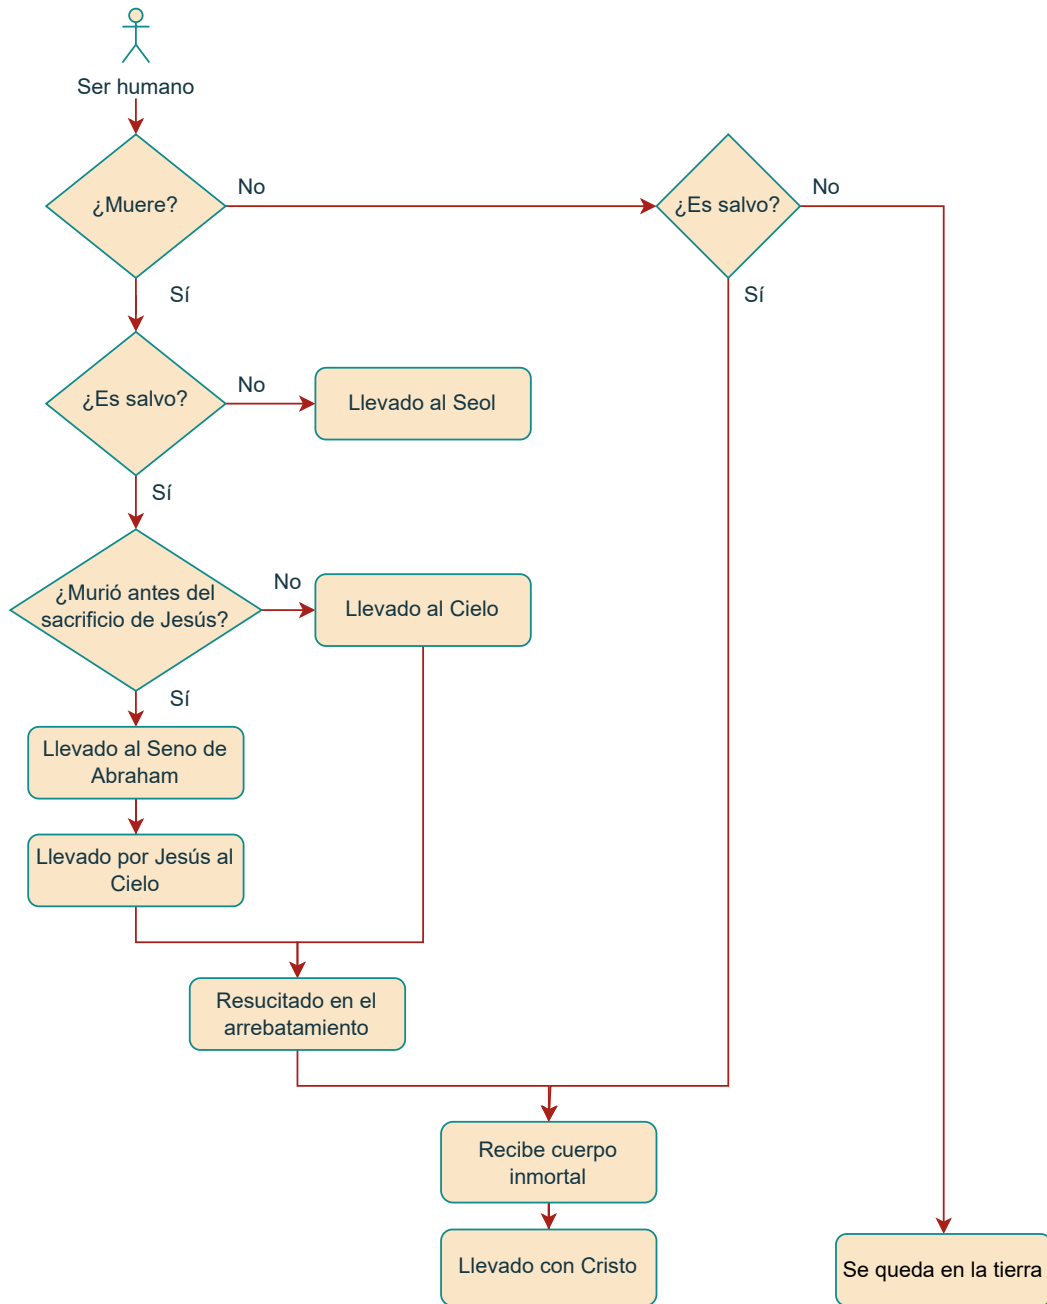 Ser humano
¿Muere?
No
¿Es salvo?
No
Sí
Sí
¿Es salvo?
No
Llevado al Seol
Sí
¿Murió antes del
sacrificio de Jesús?
No
Llevado al Cielo
Sí
Llevado al Seno de
Abraham
Llevado por Jesús al
Cielo
Resucitado en el
arrebatamiento
Recibe cuerpo
inmortal
Llevado con Cristo
Se queda en la tierra